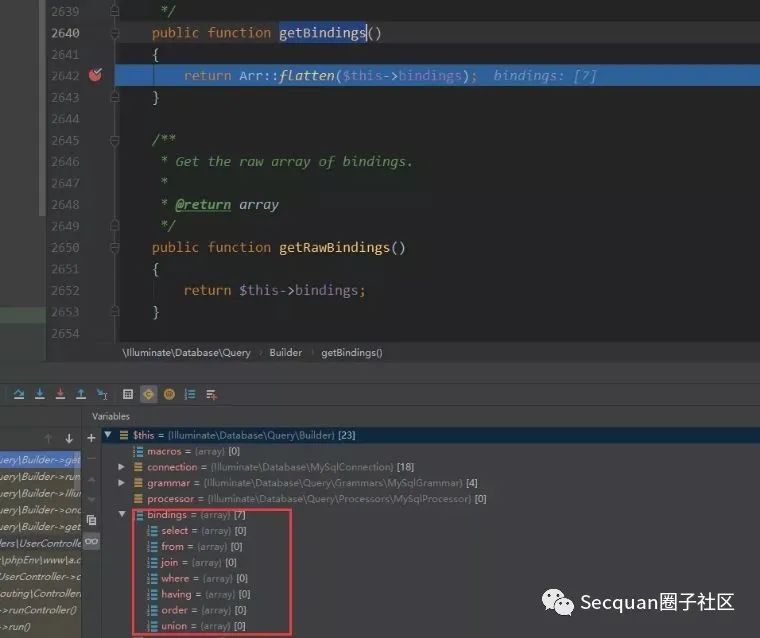 2639 */
2640 public function getBindings()
2641 {
2642 return Arr::flatten($this->bindings); bindings: [7]
2643 }
2644
2645 /**
2646 * Get the raw array of bindings.
2647 *
2648 * @return array
2649 */
2650 public function getRawBindings()
2651 {
2652 return $this->bindings;
2653 }
2654
\Illuminate\Database\Query › Builder › getBindings()
Variables
$this = {Illuminate\Database\Query\Builder} [23]
uery\Builder->get
macros = {array} [0]
uery\Builder->run
connection = {Illuminate\Database\MySqlConnection} [18]
uery\Builder->Illu
grammar = {Illuminate\Database\Query\Grammars\MySqlGrammar} [4]
uery\Builder->onc
processor = {Illuminate\Database\Query\Processors\MySqlProcessor} [0]
uery\Builder->get
bindings = {array} [7]
select = {array} [0]
lders\UserControlle
from = {array} [0]
\phpEnv\www\a.c
join = {array} [0]
UserController->c
where = {array} [0]
outing\Controller
having = {array} [0]
->runController()
order = {array} [0]
->run()
union = {array} [0]
Secquan圈子社区